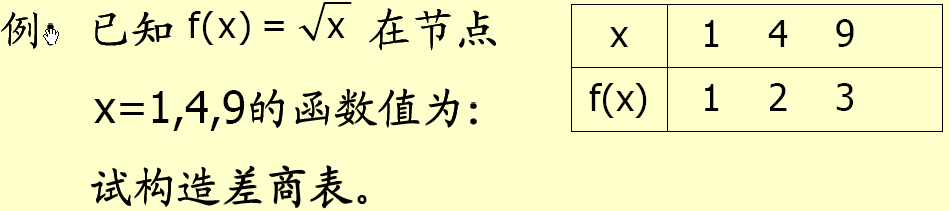 例. 已知 f(x) = √x 在节点
x=1,4,9的函数值为:
试构造差商表。
x 1 4 9
f(x) 1 2 3